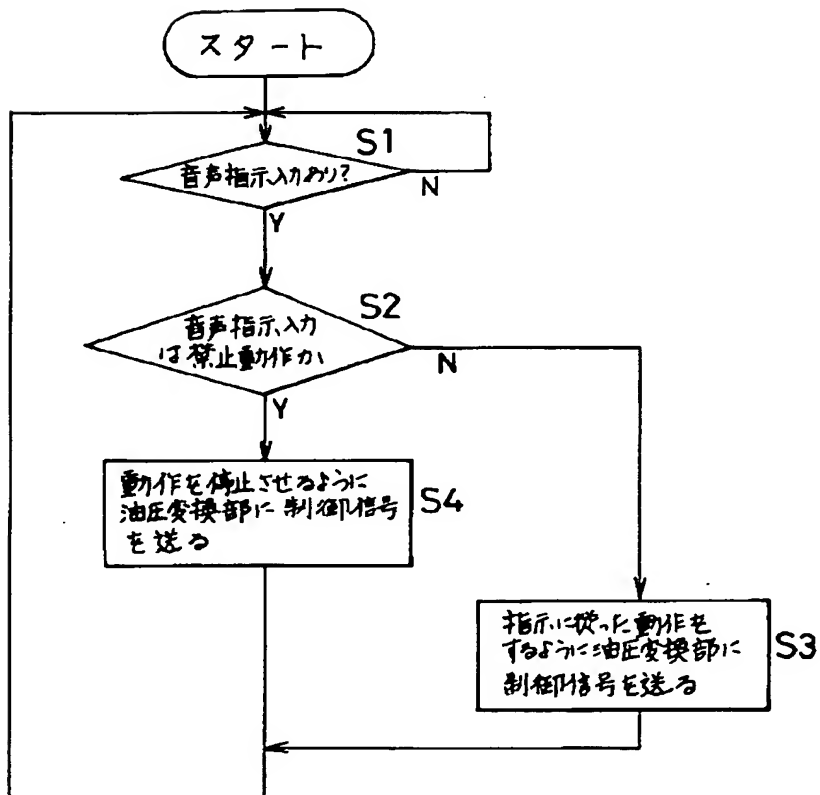 スタート
S1
音声指示入力あり?
N
Y
S2
音声指示入力
は禁止動作か
N
Y
動作を停止させるように
油圧変換部に制御信号
を送る
S4
指示に従った動作を
するように油圧変換部に
制御信号を送る
S3